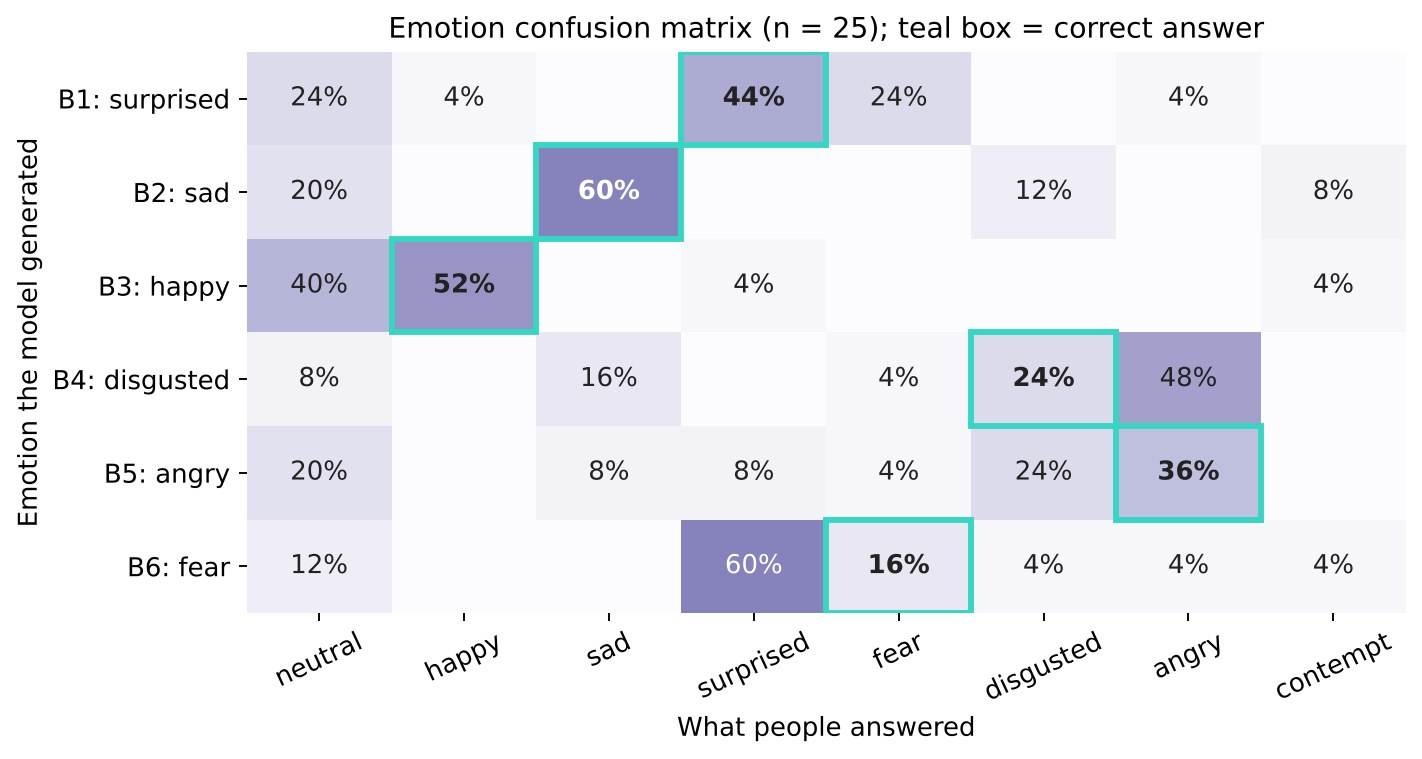 Emotion confusion matrix (n = 25); teal box = correct answer
Emotion the model generated
B1: surprised 24% 4% 44% 24% 4%
B2: sad 20% 60% 12% 8%
B3: happy 40% 52% 4% 4%
B4: disgusted 8% 16% 4% 24% 48%
B5: angry 20% 8% 8% 4% 24% 36%
B6: fear 12% 60% 16% 4% 4% 4%
neutral happy sad surprised fear disgusted angry contempt
What people answered